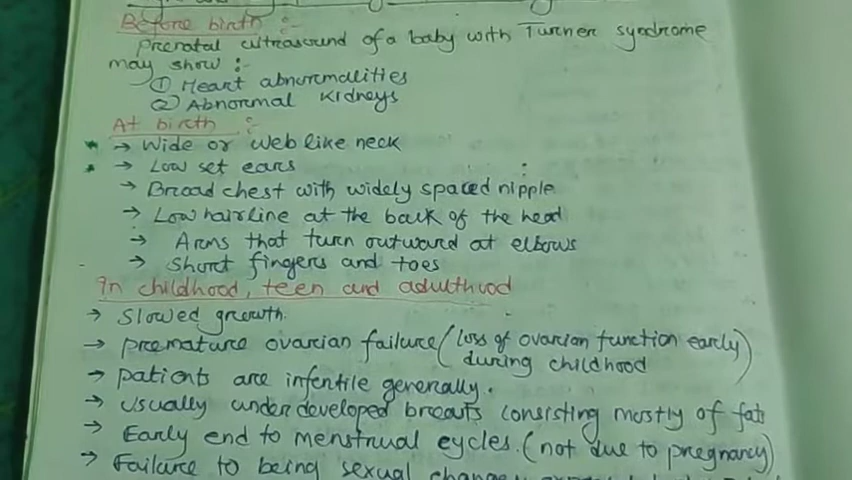 Before birth :-
Prenatal ultrasound of a baby with Turner syndrome
may show :-
① Heart abnormalities
② Abnormal Kidneys
At birth :-
→ Wide or web like neck
→ Low set ears
→ Broad chest with widely spaced nipple
→ Low hairline at the back of the head
→ Arms that turn outward at elbows
→ Short fingers and toes
In childhood, teen and adulthood
→ Slowed growth.
→ Premature ovarian failure (loss of ovarian function early
during childhood)
→ patients are infentile generally.
→ Usually underdeveloped breasts consisting mostly of fats
→ Early end to menstrual cycles. (not due to pregnancy)
→ Failure to being sexual